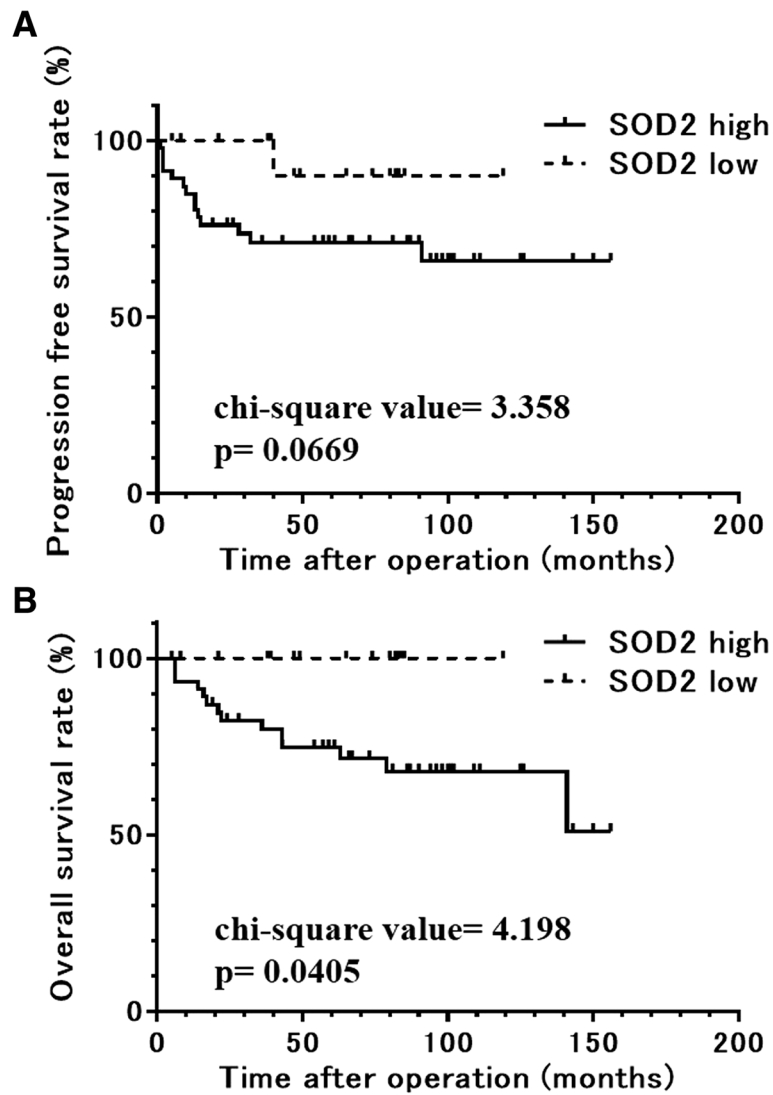 A
Progression free survival rate (%)
SOD2 high
SOD2 low
100
50
0
chi-square value= 3.358
p= 0.0669
0 50 100 150 200
Time after operation (months)
B
Overall survival rate (%)
SOD2 high
SOD2 low
100
50
0
chi-square value= 4.198
p= 0.0405
0 50 100 150 200
Time after operation (months)